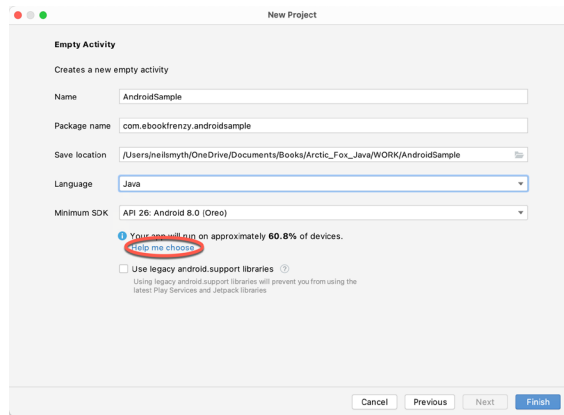 New Project
Empty Activity
Creates a new empty activity
Name AndroidSample
Package name com.ebookfrenzy.androidsample
Save location /Users/neilsmyth/OneDrive/Documents/Books/Arctic_Fox_Java/WORK/AndroidSample
Language Java
Minimum SDK API 26: Android 8.0 (Oreo)
Your app will run on approximately 60.8% of devices.
Help me choose
Use legacy android.support libraries ?
Using legacy android.support libraries will prevent you from using the
latest Play Services and Jetpack libraries
Cancel Previous Next Finish